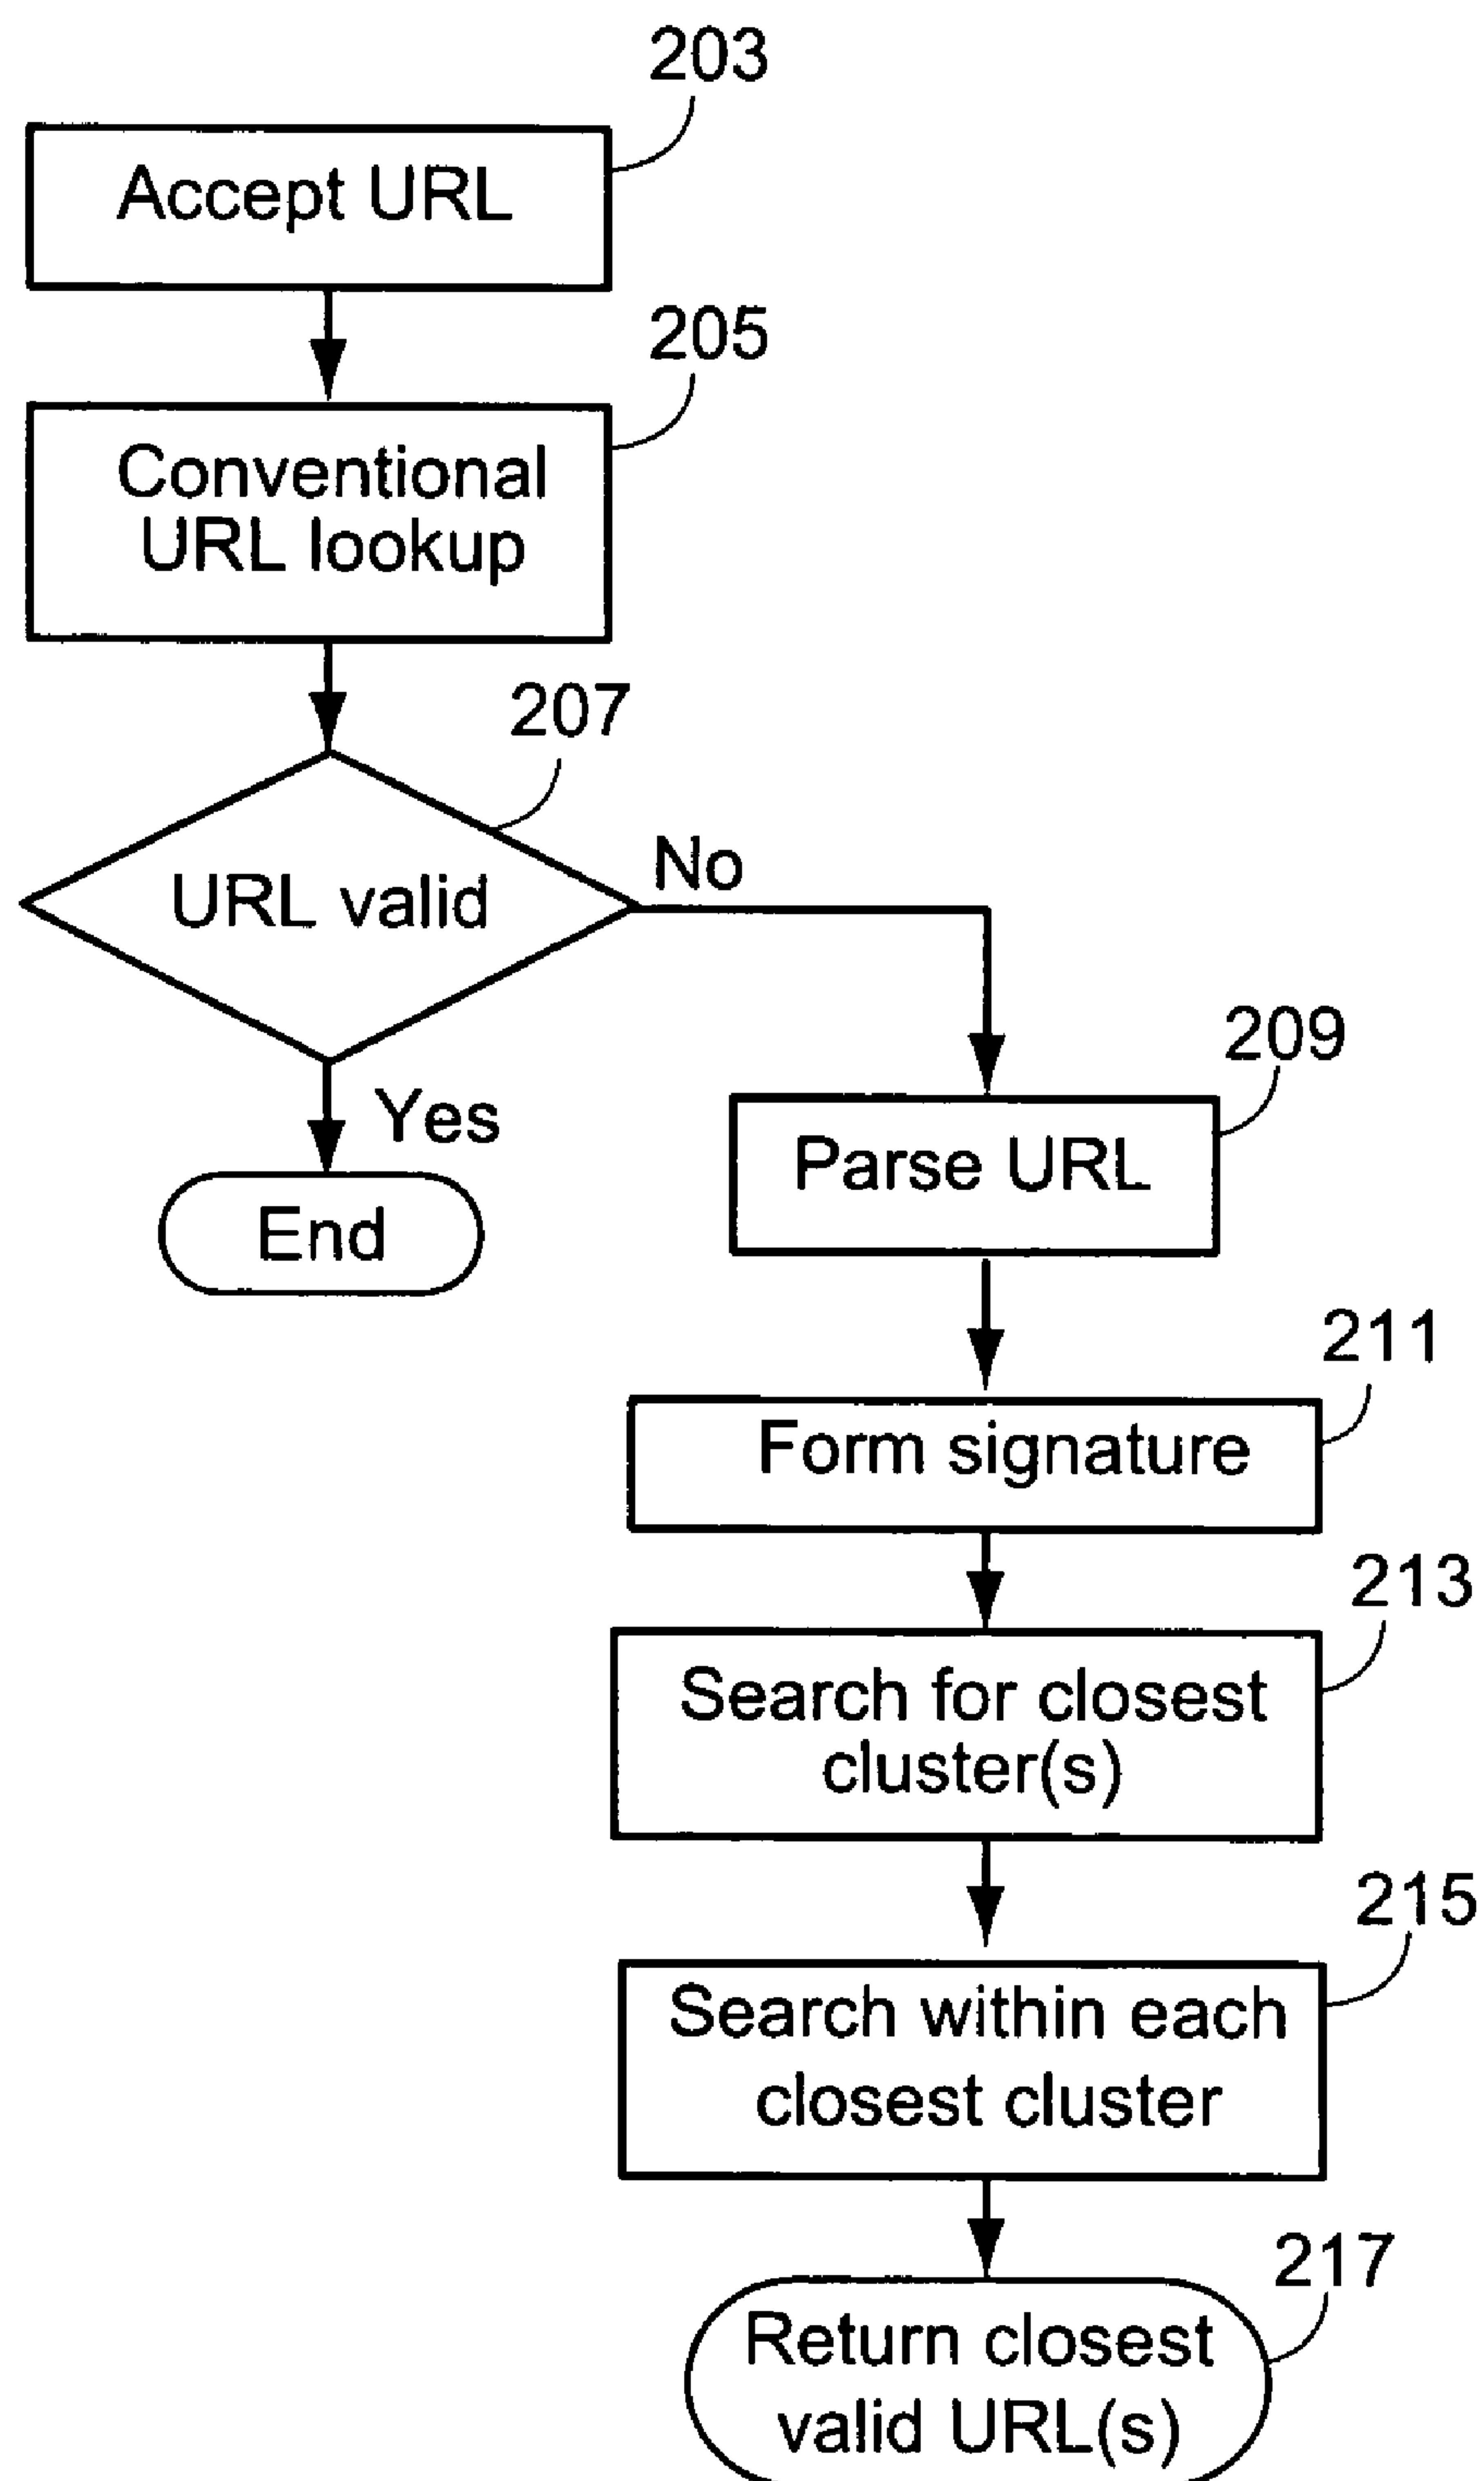 203
Accept URL
205
Conventional
URL lookup
207
URL valid
No
Yes
End
209
Parse URL
211
Form signature
213
Search for closest
cluster(s)
215
Search within each
closest cluster
217
Return closest
valid URL(s)